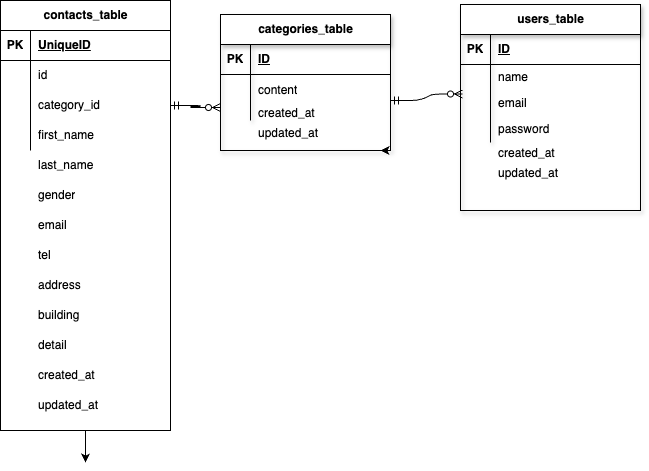 contacts_table
PK UniqueID
id
category_id
first_name
last_name
gender
email
tel
address
building
detail
created_at
updated_at
categories_table
PK ID
content
created_at
updated_at
users_table
PK ID
name
email
password
created_at
updated_at